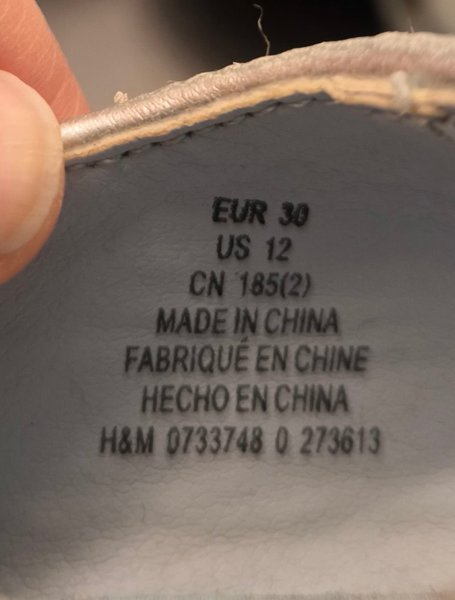 EUR 30
US 12
CN 185(2)
MADE IN CHINA
FABRIQUÉ EN CHINE
HECHO EN CHINA
H&M 0733748 0 273613